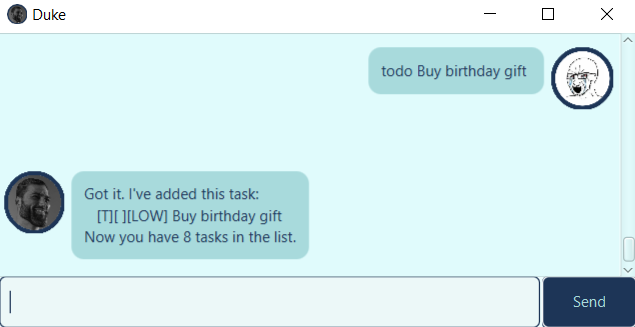 Duke
todo Buy birthday gift
Got it. I've added this task:
[T][ ][LOW] Buy birthday gift
Now you have 8 tasks in the list.
Send